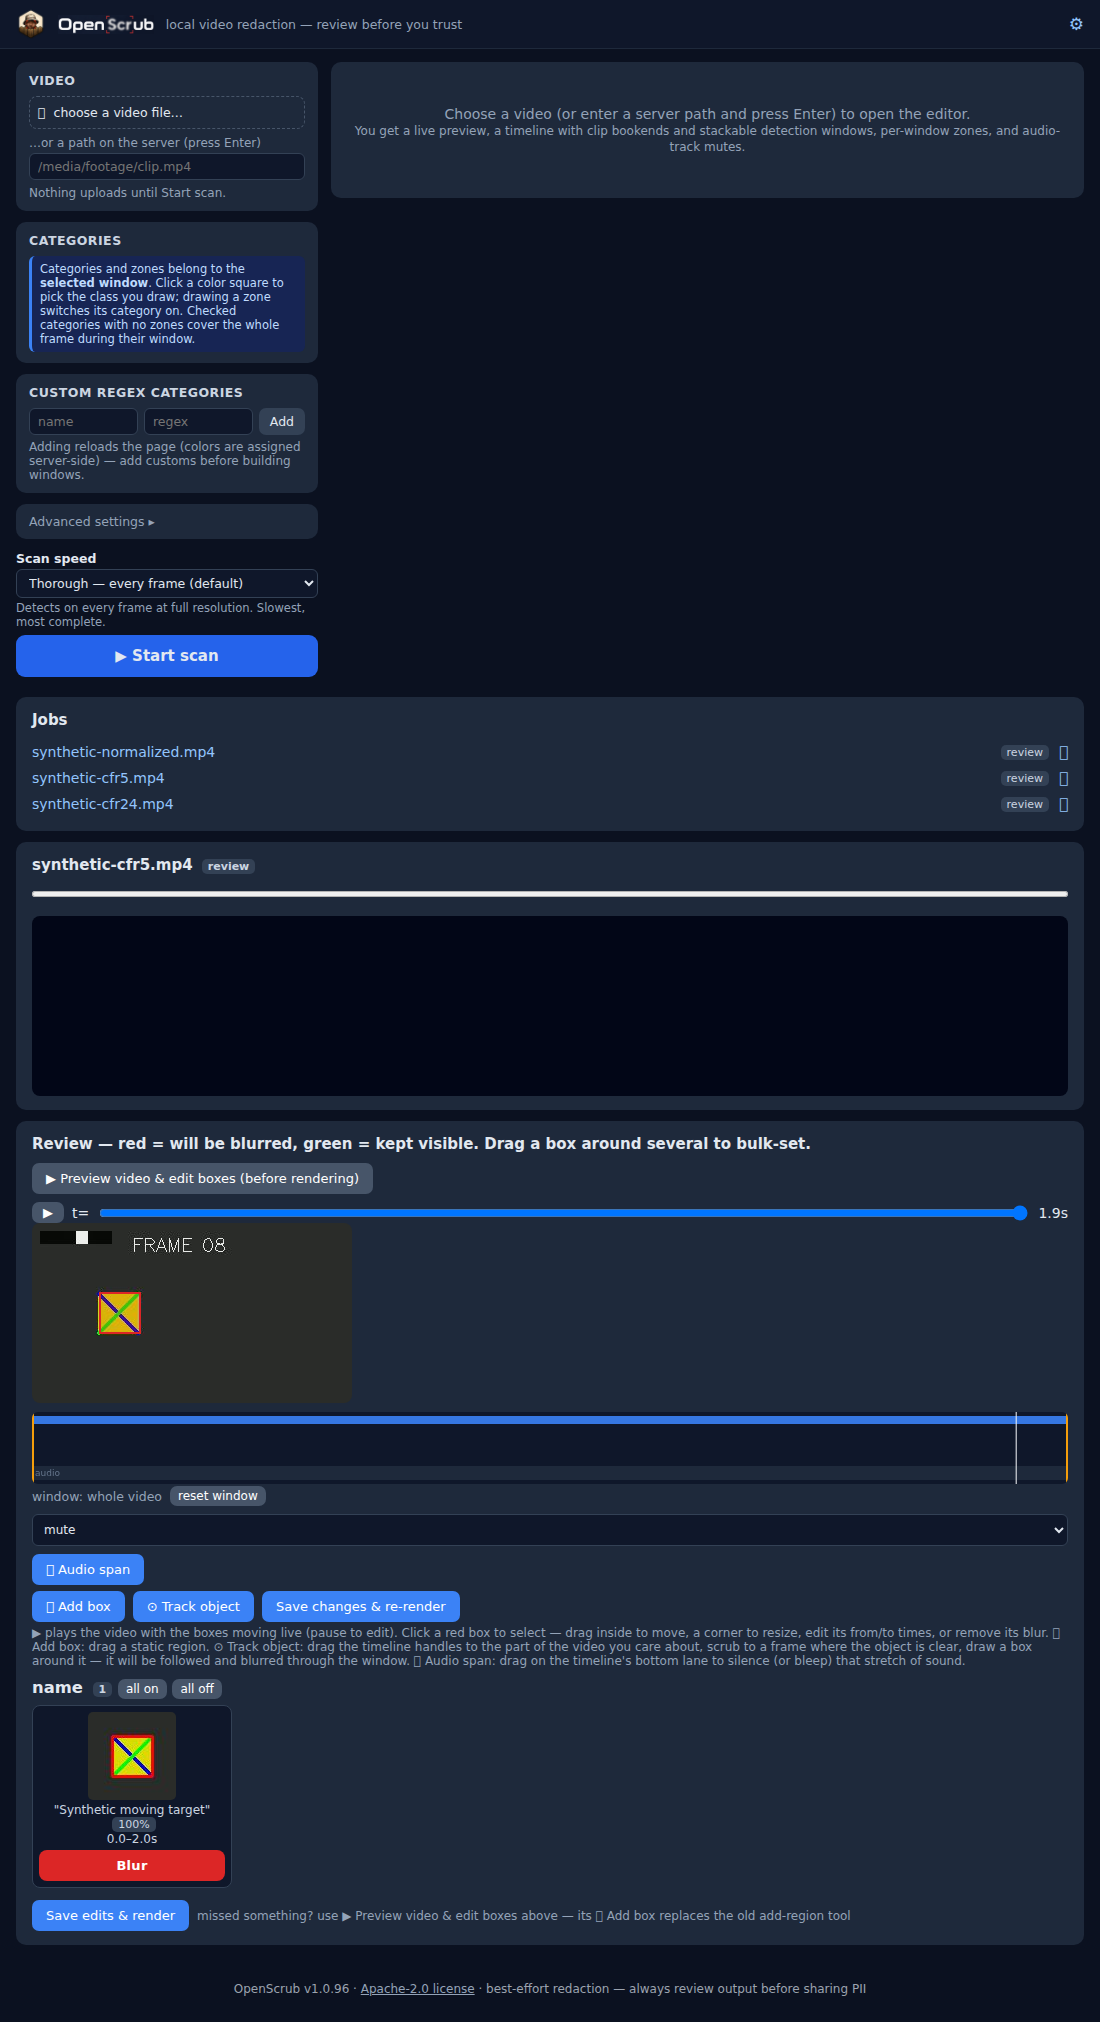 OpenScrub local video redaction — review before you trust ⚙
VIDEO
choose a video file...
...or a path on the server (press Enter)
/media/footage/clip.mp4
Nothing uploads until Start scan.
Choose a video (or enter a server path and press Enter) to open the editor.
You get a live preview, a timeline with clip bookends and stackable detection windows, per-window zones, and audio-
track mutes.
CATEGORIES
Categories and zones belong to the
selected window. Click a color square to
pick the class you draw; drawing a zone
switches its category on. Checked
categories with no zones cover the whole
frame during their window.
CUSTOM REGEX CATEGORIES
name regex Add
Adding reloads the page (colors are assigned
server-side) — add customs before building
windows.
Advanced settings ▸
Scan speed
Thorough — every frame (default)
Detects on every frame at full resolution. Slowest,
most complete.
▶ Start scan
Jobs
synthetic-normalized.mp4 review
synthetic-cfr5.mp4 review
synthetic-cfr24.mp4 review
synthetic-cfr5.mp4 review
Review — red = will be blurred, green = kept visible. Drag a box around several to bulk-set.
▶ Preview video & edit boxes (before rendering)
▶ t= 1.9s
FRAME 08
audio
window: whole video reset window
mute
Audio span
Add box ⊙ Track object Save changes & re-render
▶ plays the video with the boxes moving live (pause to edit). Click a red box to select — drag inside to move, a corner to resize, edit its from/to times, or remove its blur.
Add box: drag a static region. ⊙ Track object: drag the timeline handles to the part of the video you care about, scrub to a frame where the object is clear, draw a box
around it — it will be followed and blurred through the window. Audio span: drag on the timeline's bottom lane to silence (or bleep) that stretch of sound.
name 1 all on all off
"Synthetic moving target"
100%
0.0–2.0s
Blur
Save edits & render missed something? use ▶ Preview video & edit boxes above — its Add box replaces the old add-region tool
OpenScrub v1.0.96 · Apache-2.0 license · best-effort redaction — always review output before sharing PII